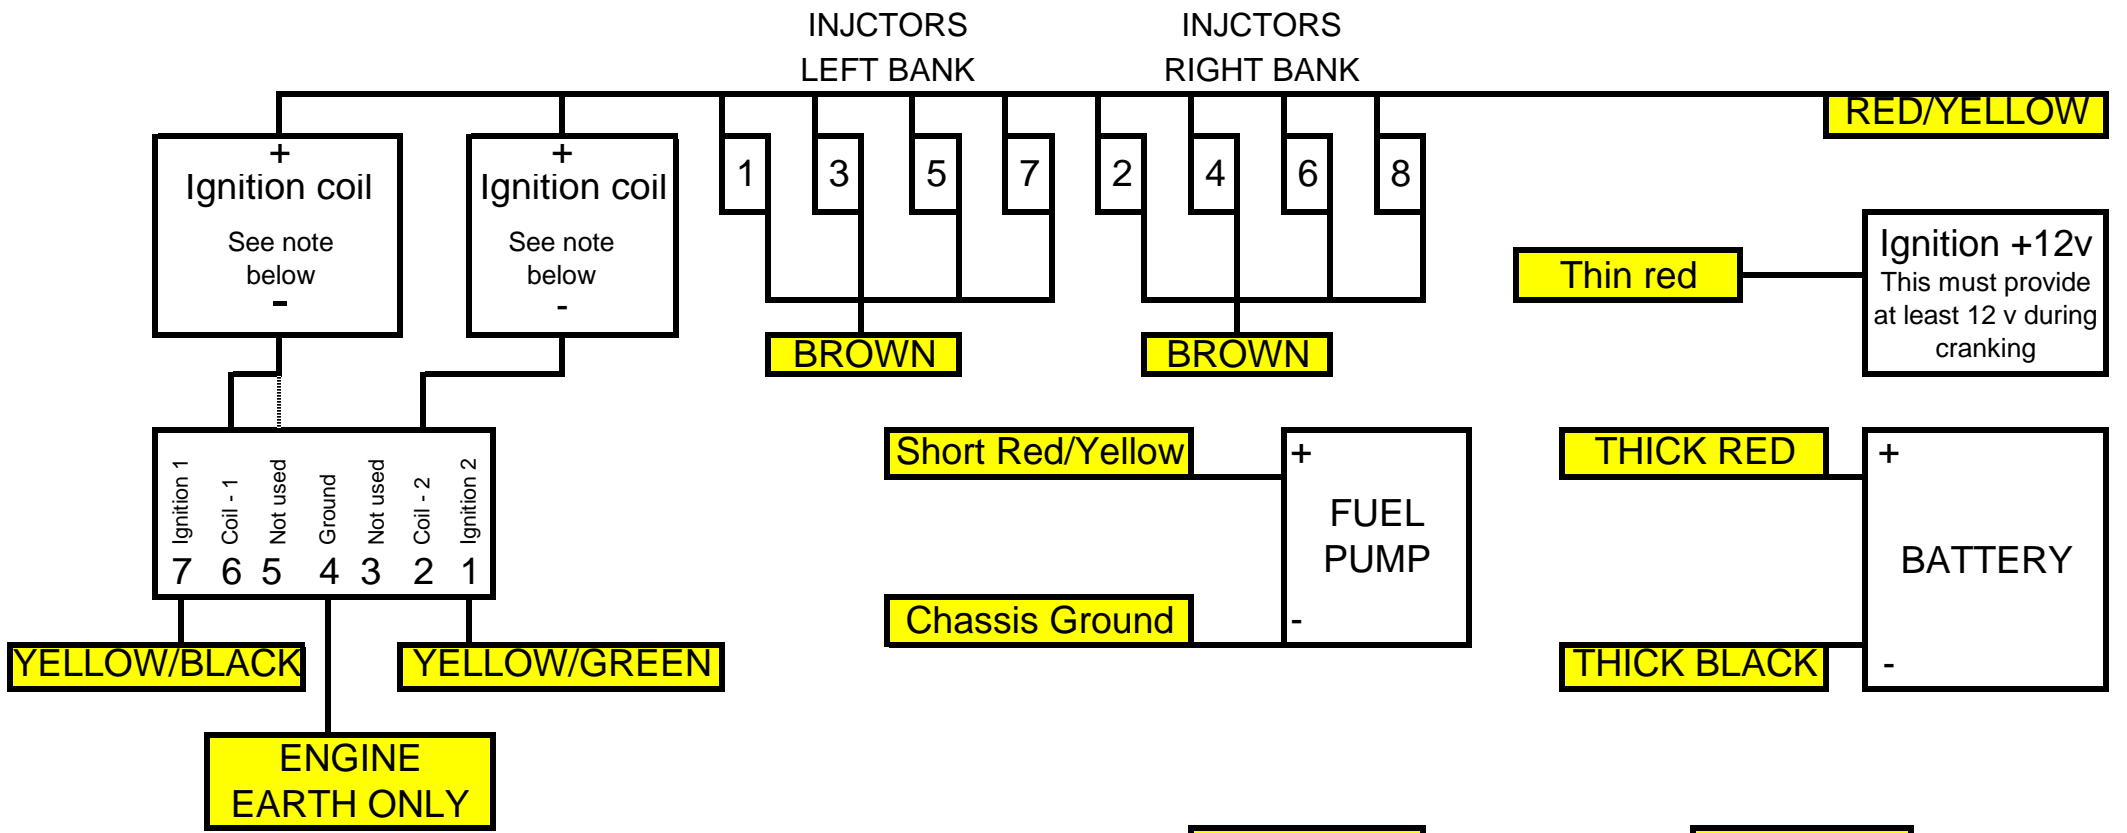 INJCTORS
LEFT BANK
INJCTORS
RIGHT BANK
RED/YELLOW
+
Ignition coil
See note
below
-
+
Ignition coil
See note
below
-
1
3
5
7
2
4
6
8
BROWN
BROWN
Thin red
Ignition +12v
This must provide
at least 12 v during
cranking
Ignition 1
Coil - 1
Not used
Ground
Not used
Coil - 2
Ignition 2
7 6 5 4 3 2 1
YELLOW/BLACK
YELLOW/GREEN
ENGINE
EARTH ONLY
Short Red/Yellow
+
FUEL
PUMP
Chassis Ground
-
THICK RED
+
BATTERY
THICK BLACK
-